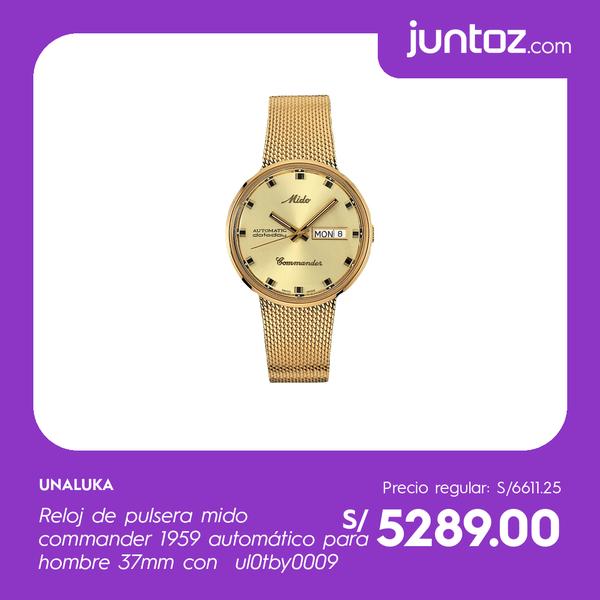 juntoz.com
Mido
AUTOMATIC
datoday
MON 8
Commander
UNALUKA
Precio regular: S/6611.25
Reloj de pulsera mido
commander 1959 automático para
hombre 37mm con ul0tby0009
S/ 5289.00